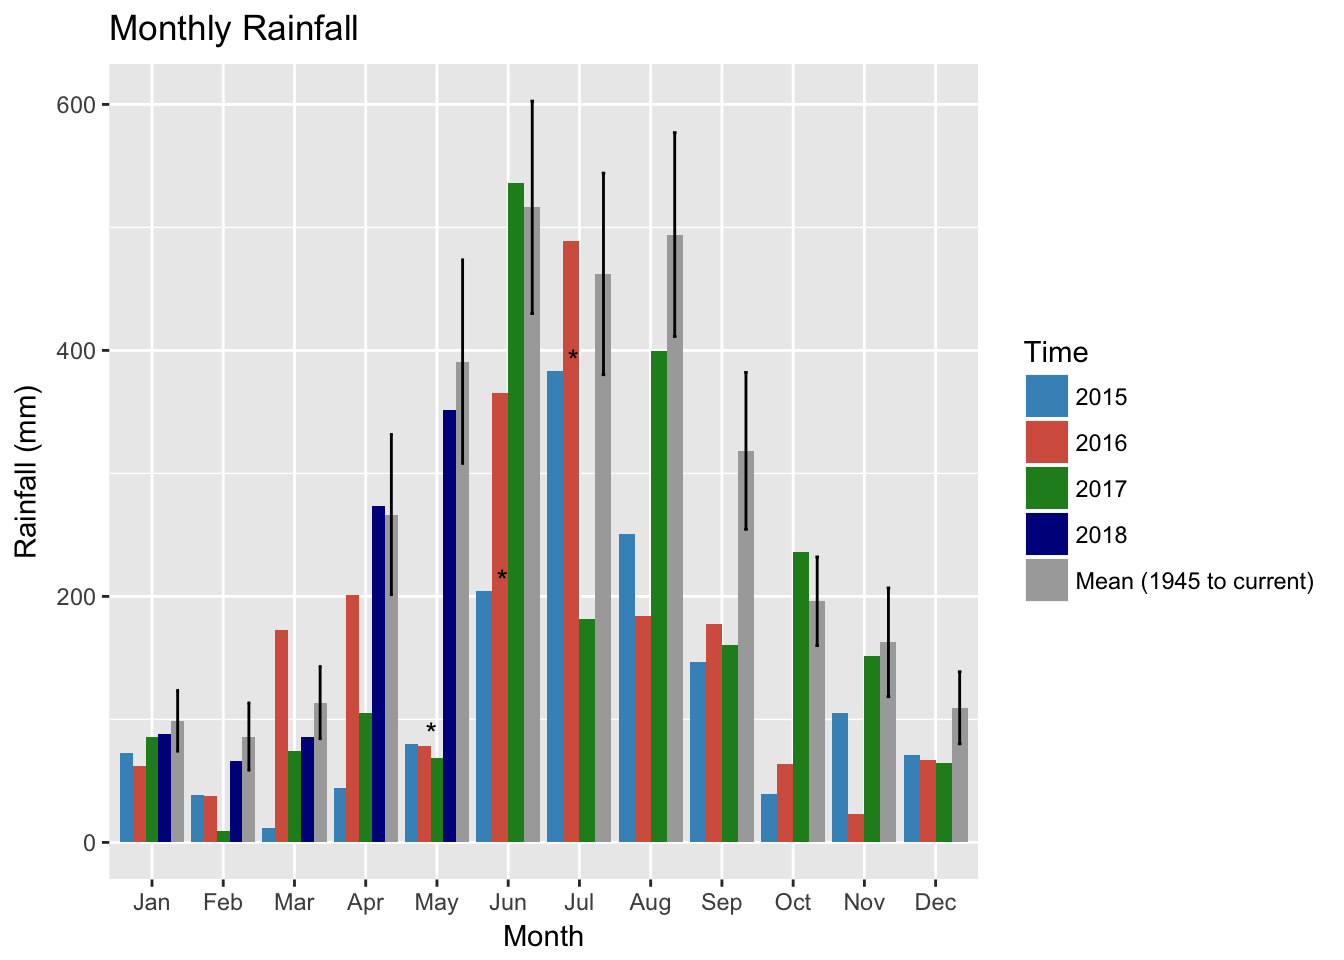 Monthly Rainfall
Rainfall (mm)
600
400
200
0
*
*
*
Jan Feb Mar Apr May Jun Jul Aug Sep Oct Nov Dec
Month
Time
2015
2016
2017
2018
Mean (1945 to current)